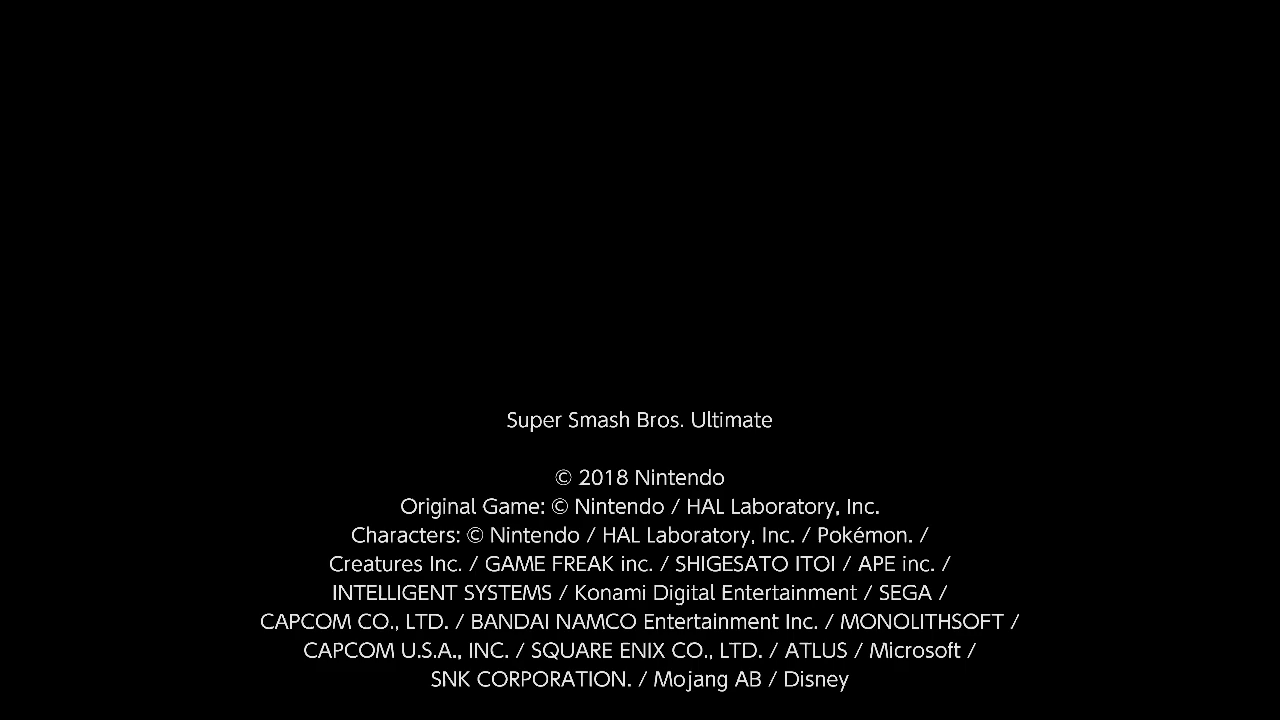 Super Smash Bros. Ultimate
© 2018 Nintendo
Original Game: © Nintendo / HAL Laboratory, Inc.
Characters: © Nintendo / HAL Laboratory, Inc. / Pokémon. /
Creatures Inc. / GAME FREAK inc. / SHIGESATO ITOI / APE inc. /
INTELLIGENT SYSTEMS / Konami Digital Entertainment / SEGA /
CAPCOM CO., LTD. / BANDAI NAMCO Entertainment Inc. / MONOLITHSOFT /
CAPCOM U.S.A., INC. / SQUARE ENIX CO., LTD. / ATLUS / Microsoft /
SNK CORPORATION. / Mojang AB / Disney